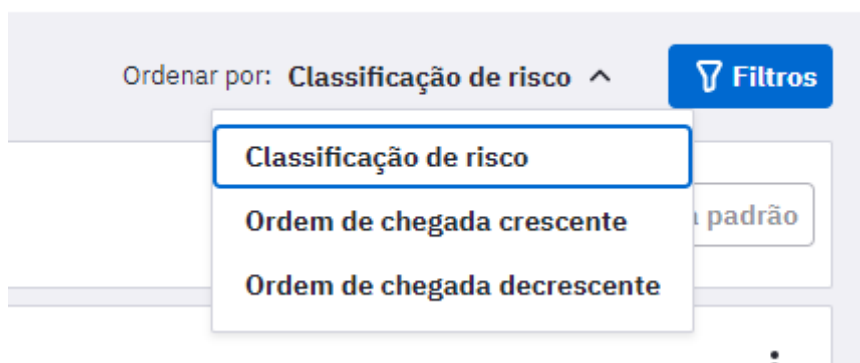 Ordenar por: Classificação de risco
Filtros
Classificação de risco
Ordem de chegada crescente
padrão
Ordem de chegada decrescente